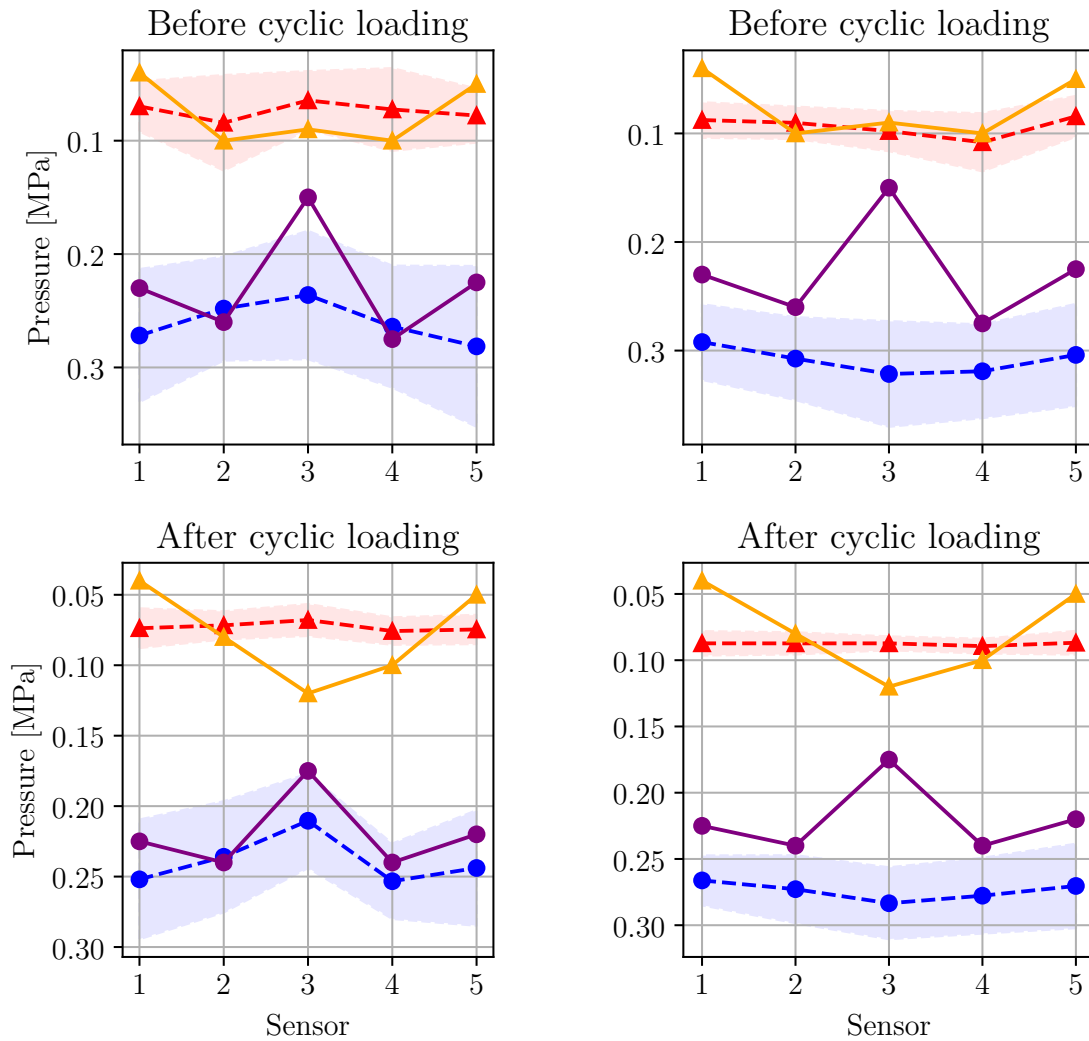 Before cyclic loading
Before cyclic loading
Pressure [MPa]
0.1
0.2
0.3
1 2 3 4 5
0.1
0.2
0.3
1 2 3 4 5
After cyclic loading
After cyclic loading
Pressure [MPa]
0.05
0.10
0.15
0.20
0.25
0.30
1 2 3 4 5
Sensor
0.05
0.10
0.15
0.20
0.25
0.30
1 2 3 4 5
Sensor